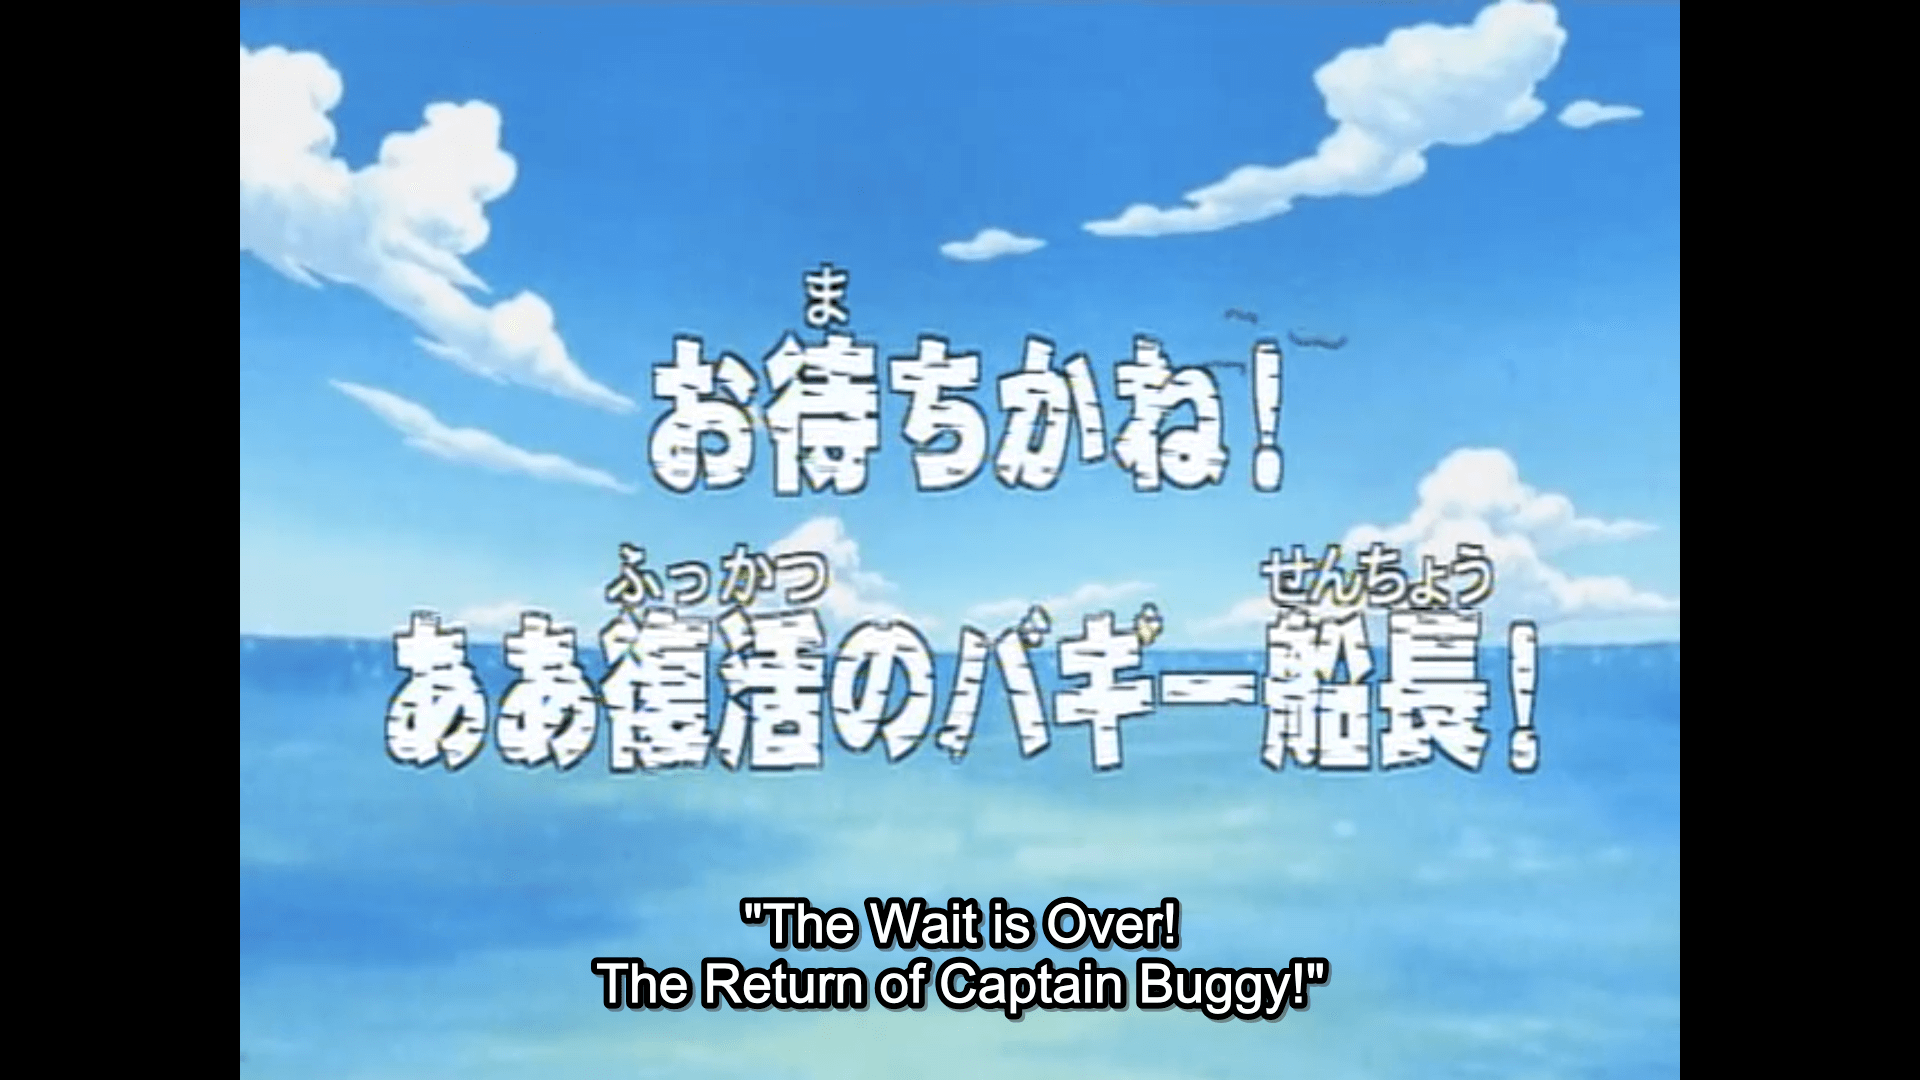 ま
お待ちかね!
ふっかつ せんちょう
ああ復活のバギー船長!
"The Wait is Over!
The Return of Captain Buggy!"